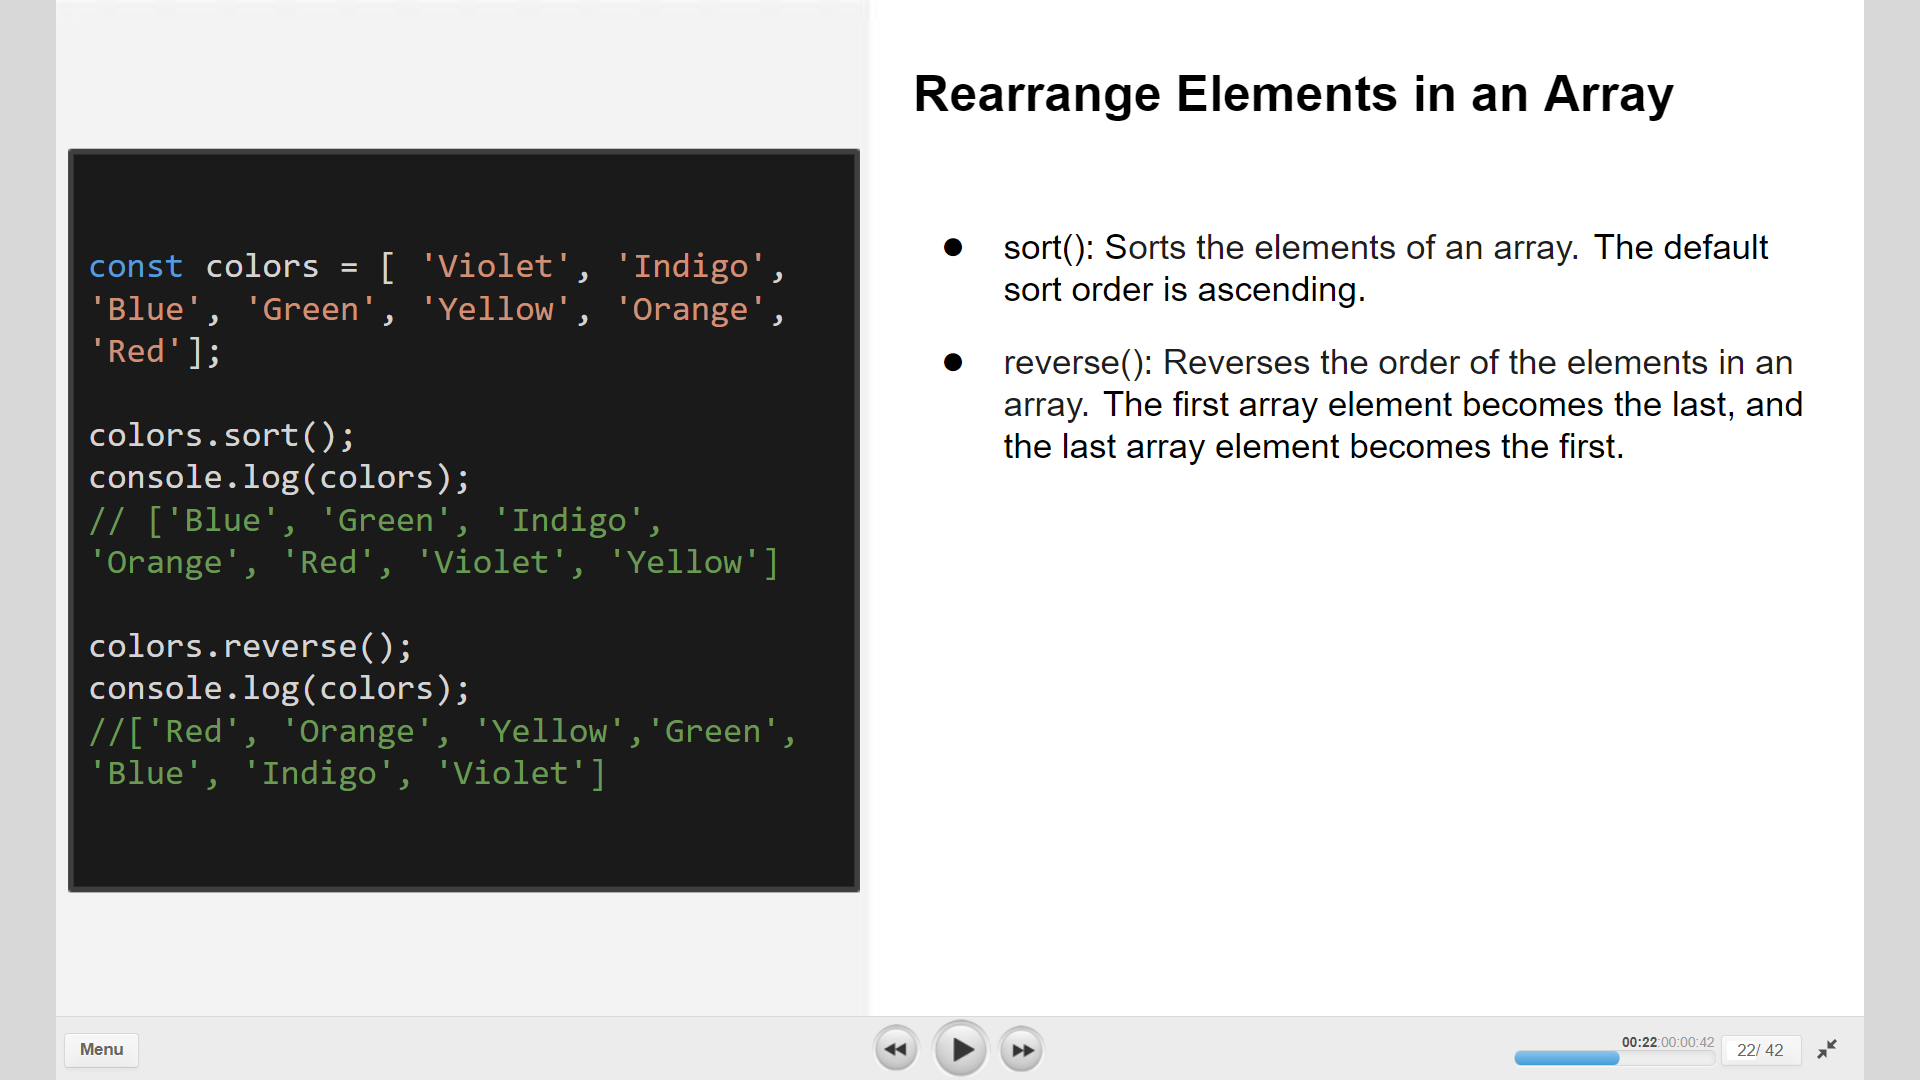 Rearrange Elements in an Array
const colors = [ 'Violet', 'Indigo',
'Blue', 'Green', 'Yellow', 'Orange',
'Red'];
colors.sort();
console.log(colors);
// ['Blue', 'Green', 'Indigo',
'Orange', 'Red', 'Violet', 'Yellow']
colors.reverse();
console.log(colors);
//['Red', 'Orange', 'Yellow','Green',
'Blue', 'Indigo', 'Violet']
● sort(): Sorts the elements of an array. The default
sort order is ascending.
● reverse(): Reverses the order of the elements in an
array. The first array element becomes the last, and
the last array element becomes the first.
Menu
00:22:00:00:42
22/ 42